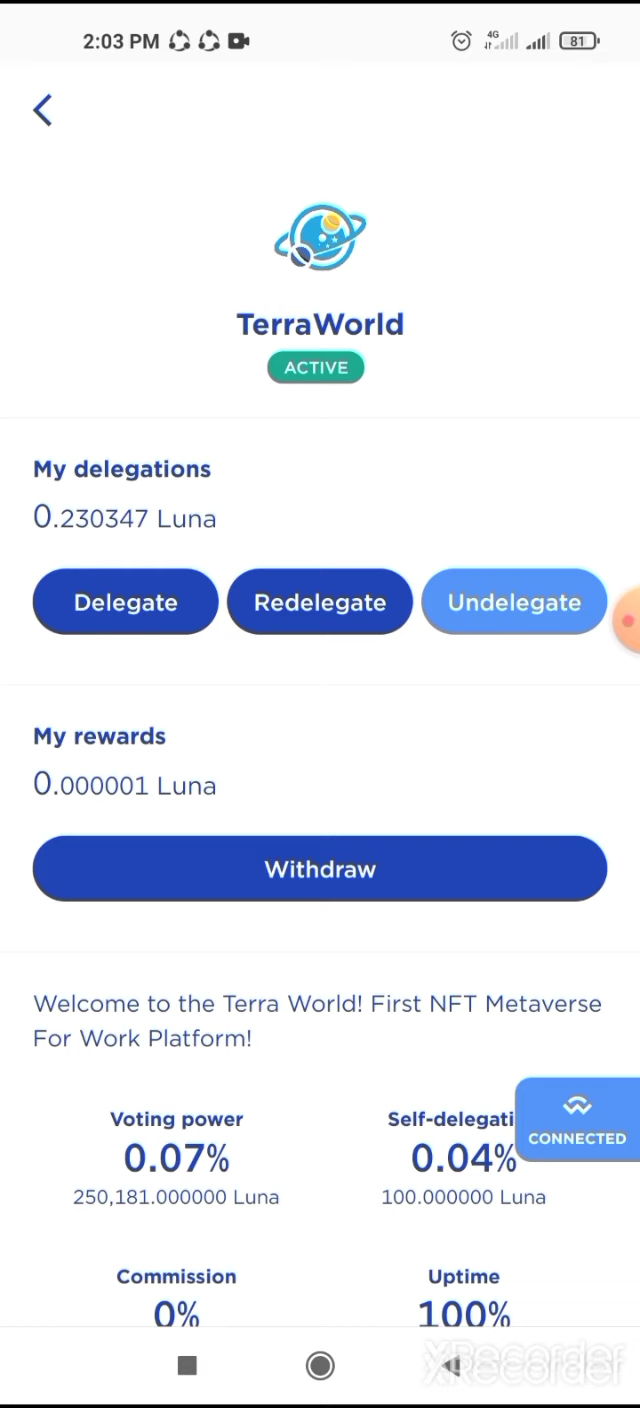 2:03 PM
4G
81
TerraWorld
ACTIVE
My delegations
0.230347 Luna
Delegate Redelegate Undelegate
My rewards
0.000001 Luna
Withdraw
Welcome to the Terra World! First NFT Metaverse
For Work Platform!
Voting power Self-delegati
CONNECTED
0.07% 0.04%
250,181.000000 Luna 100.000000 Luna
Commission Uptime
0% 100%
XRecorder